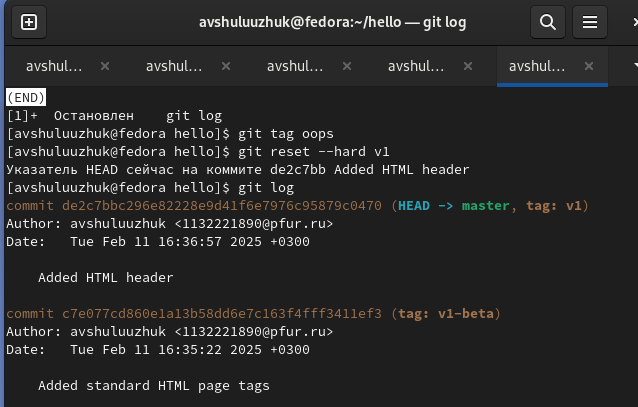 avshuluuzhuk@fedora:~/hello — git log
avshul... × avshul... × avshul... × avshul... × avshul... ×
(END)
[1]+  Остановлен    git log
[avshuluuzhuk@fedora hello]$ git tag oops
[avshuluuzhuk@fedora hello]$ git reset --hard v1
Указатель HEAD сейчас на коммите de2c7bb Added HTML header
[avshuluuzhuk@fedora hello]$ git log
commit de2c7bbc296e82228e9d41f6e7976c95879c0470 (HEAD -> master, tag: v1)
Author: avshuluuzhuk <1132221890@pfur.ru>
Date:   Tue Feb 11 16:36:57 2025 +0300
Added HTML header
commit c7e077cd860e1a13b58dd6e7c163f4fff3411ef3 (tag: v1-beta)
Author: avshuluuzhuk <1132221890@pfur.ru>
Date:   Tue Feb 11 16:35:22 2025 +0300
Added standard HTML page tags